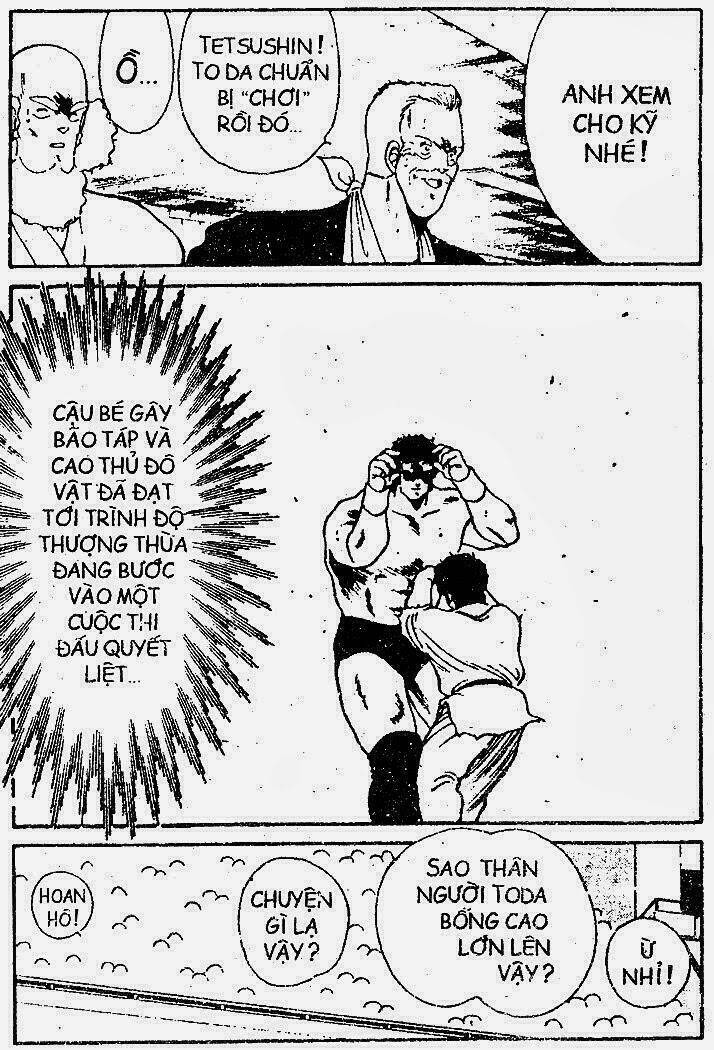 Ồ...
TETSUSHIN!
TO DA CHUẨN
BỊ "CHƠI"
RỒI ĐÓ...
ANH XEM
CHO KỸ
NHÉ!
CẬU BÉ GÂY
BÃO TÁP VÀ
CAO THỦ ĐÔ
VẬT ĐÃ ĐẠT
TỚI TRÌNH ĐỘ
THƯỢNG THỪA
ĐANG BƯỚC
VÀO MỘT
CUỘC THI
ĐẤU QUYẾT
LIỆT...
HOAN
HÔ!
CHUYỆN
GÌ LẠ
VẬY?
SAO THÂN
NGƯỜI TODA
BỖNG CAO
LỚN LÊN
VẬY?
Ừ
NHỈ!